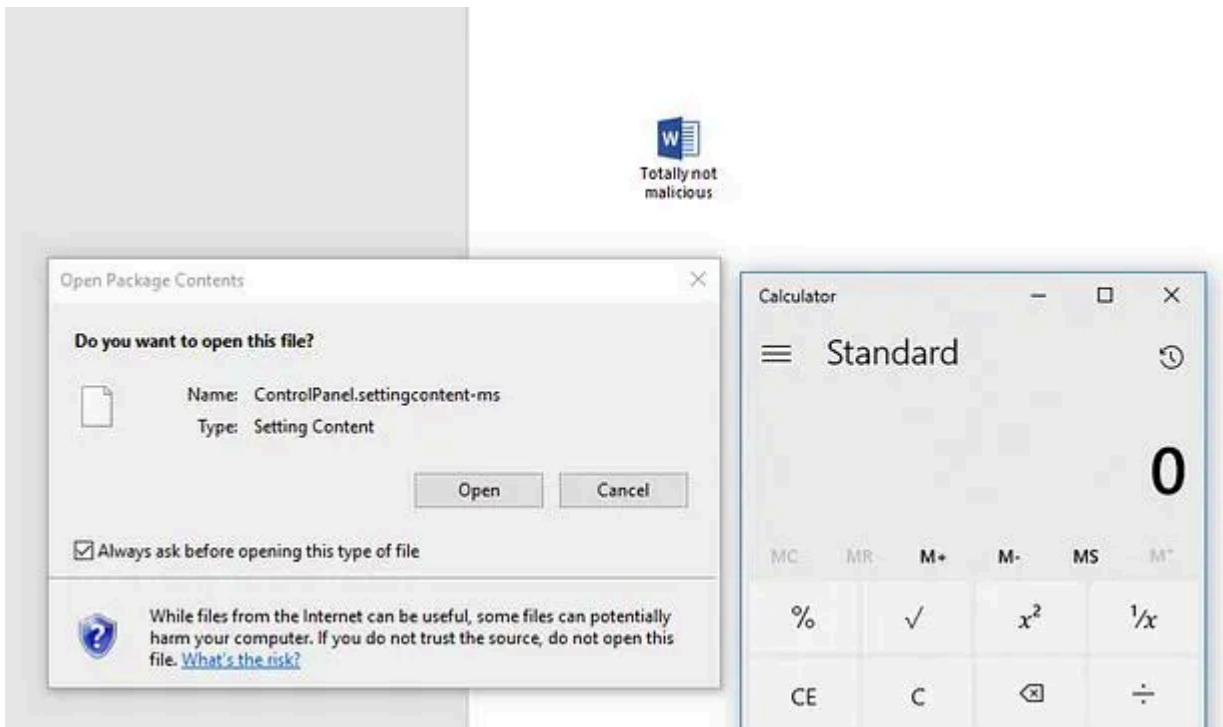 W
Totally not
malicious
Open Package Contents
Do you want to open this file?
Name: ControlPanel.settingcontent-ms
Type: Setting Content
Open Cancel
Always ask before opening this type of file
While files from the Internet can be useful, some files can potentially
harm your computer. If you do not trust the source, do not open this
file. What's the risk?
Calculator
Standard
0
MC MR M+ M- MS M˅
% √ x² ¹/x
CE C ÷